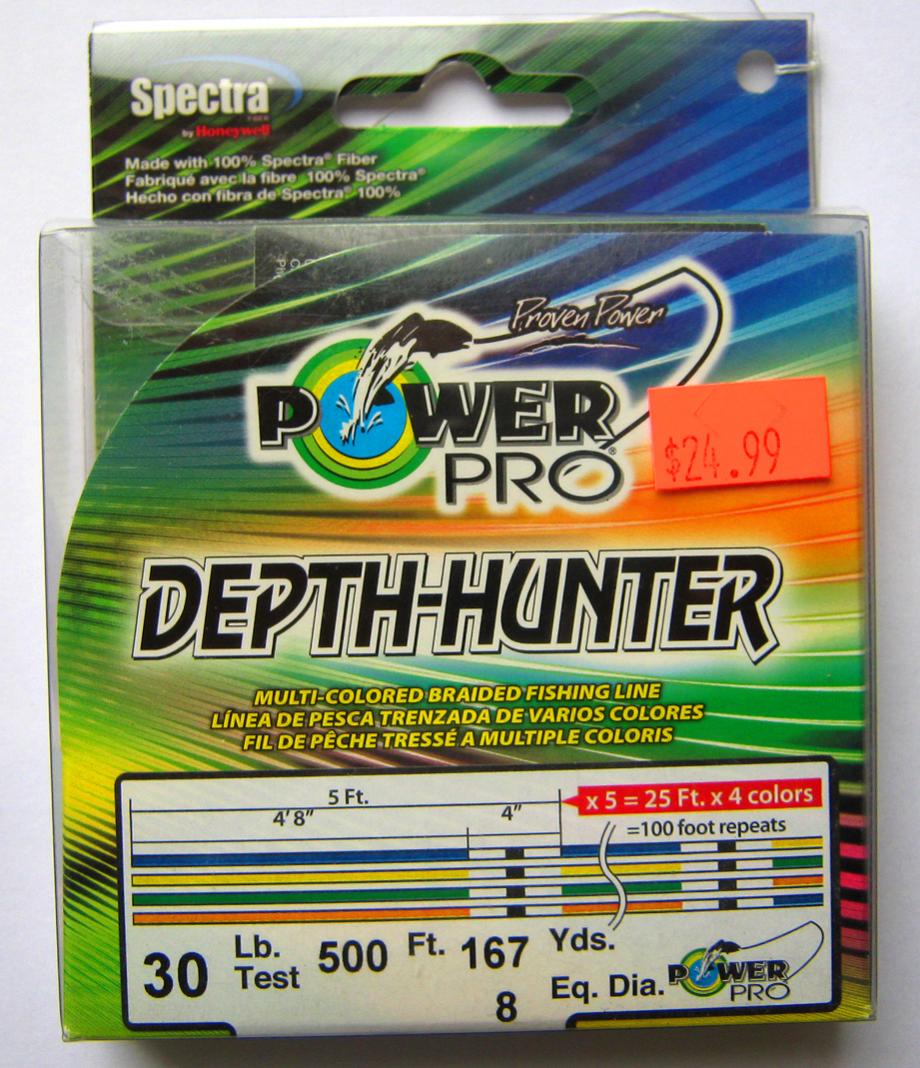 Spectra®
FIBER
by Honeywell
Made with 100% Spectra® Fiber
Fabriqué avec la fibre 100% Spectra®
Hecho con fibra de Spectra® 100%
Proven Power
POWER
PRO®
$24.99
DEPTH-HUNTER
MULTI-COLORED BRAIDED FISHING LINE
LÍNEA DE PESCA TRENZADA DE VARIOS COLORES
FIL DE PÊCHE TRESSÉ A MULTIPLE COLORIS
5 Ft.
x 5 = 25 Ft. x 4 colors
4' 8" 4"
=100 foot repeats
30 Lb. Test 500 Ft. 167 Yds.
8 Eq. Dia.
POWER
PRO